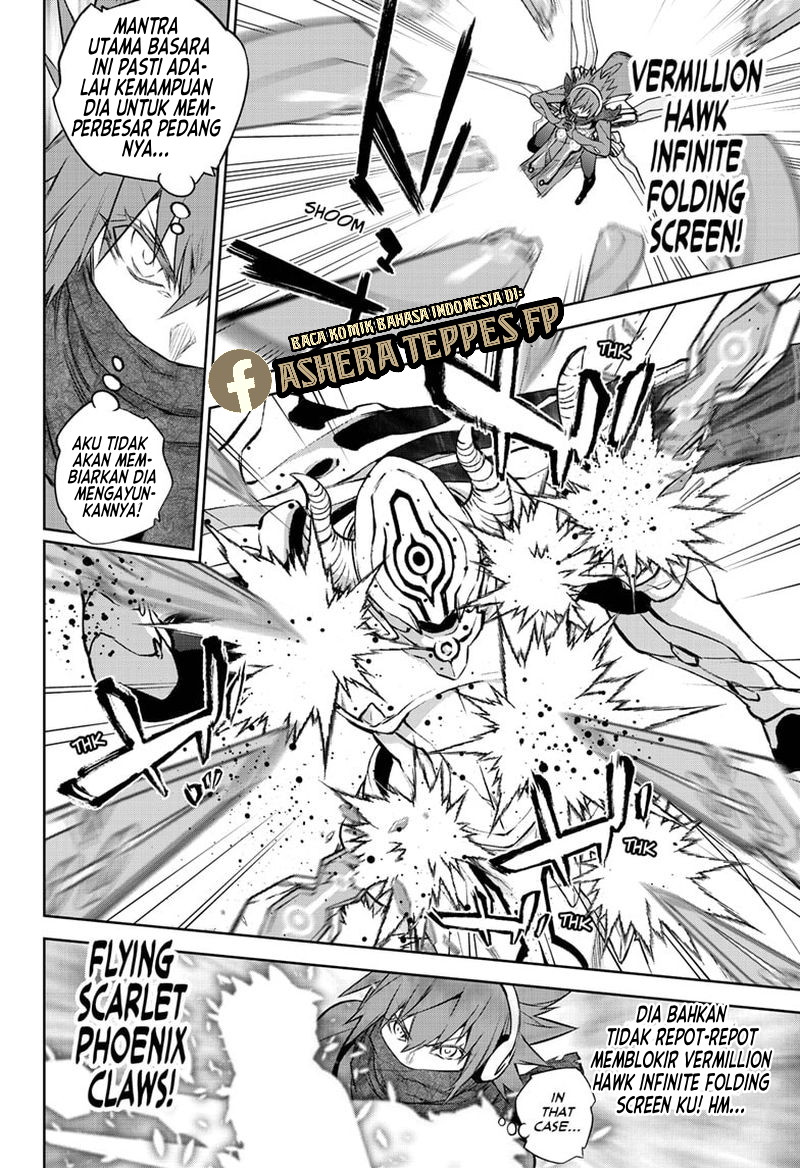 MANTRA
UTAMA BASARA
INI PASTI ADA-
LAH KEMAMPUAN
DIA UNTUK MEM-
PERBESAR PEDANG
NYA...
VERMILLION
HAWK
INFINITE
FOLDING
SCREEN!
SHOOM
BACA KOMIK BAHASA INDONESIA DI:
f ASHERA TEPPES FP
THK
AKU TIDAK
AKAN MEM-
BIARKAN DIA
MENGAYUN-
KANNYA!
THK
THK
THK
THK
FLYING
SCARLET
PHOENIX
CLAWS!
IN
THAT
CASE...
DIA BAHKAN
TIDAK REPOT-REPOT
MEMBLOKIR VERMILLION
HAWK INFINITE FOLDING
SCREEN KU! HM...